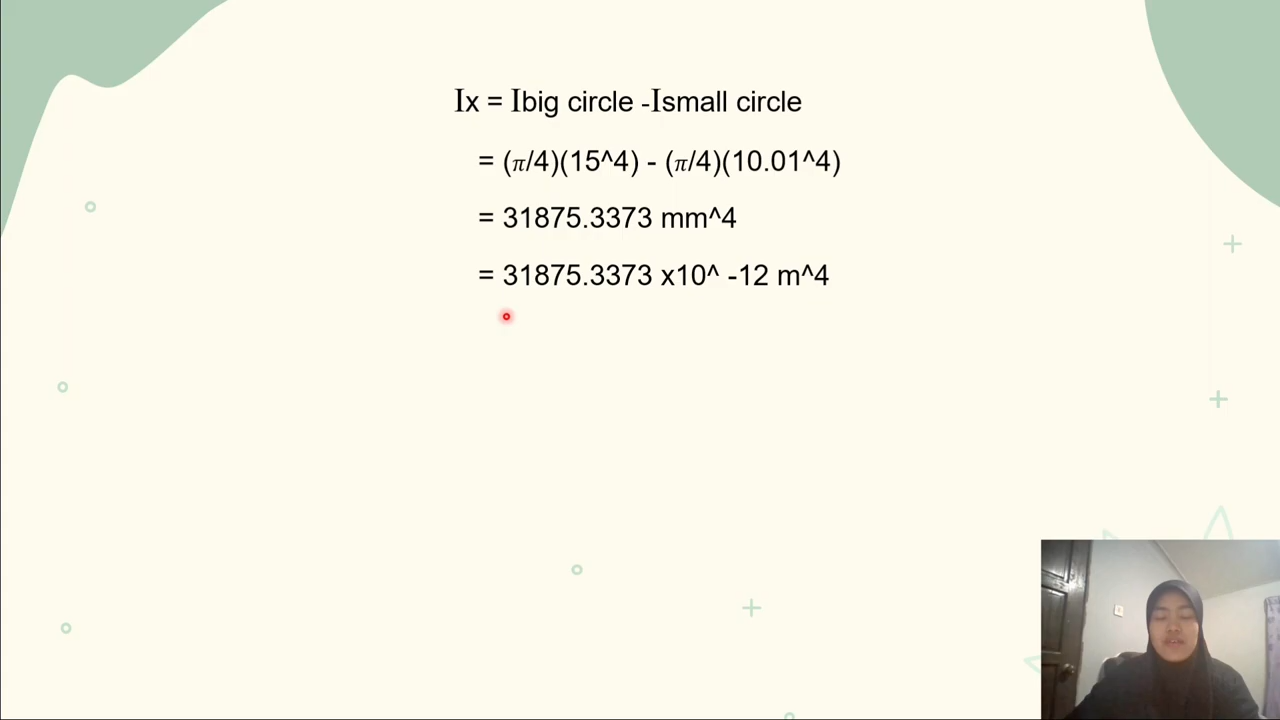 Ix = Ibig circle -Ismall circle
= (π/4)(15^4) - (π/4)(10.01^4)
= 31875.3373 mm^4
= 31875.3373 x10^ -12 m^4